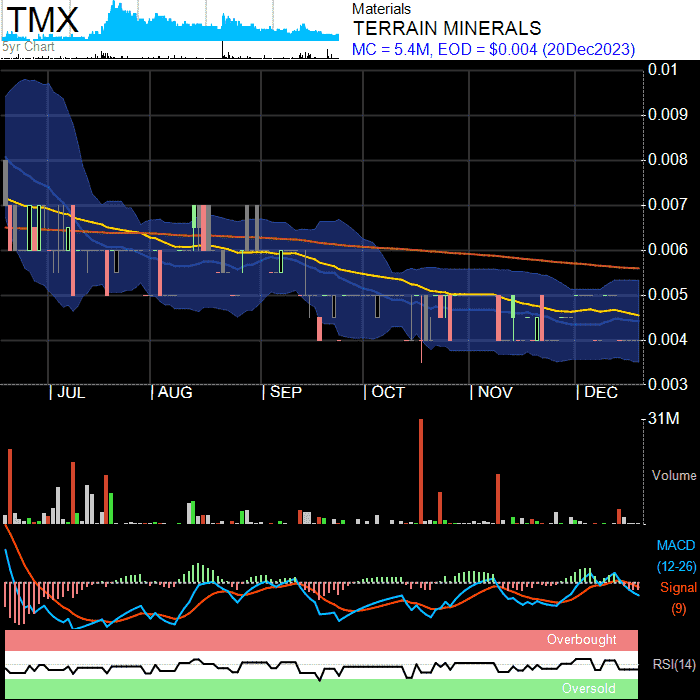 TMX
5yr Chart
Materials
TERRAIN MINERALS
MC = 5.4M, EOD = $0.004 (20Dec2023)
0.01
0.009
0.008
0.007
0.006
0.005
0.004
0.003
| JUL | AUG | SEP | OCT | NOV | DEC
31M
Volume
MACD
(12-26)
Signal
(9)
Overbought
RSI(14)
Oversold